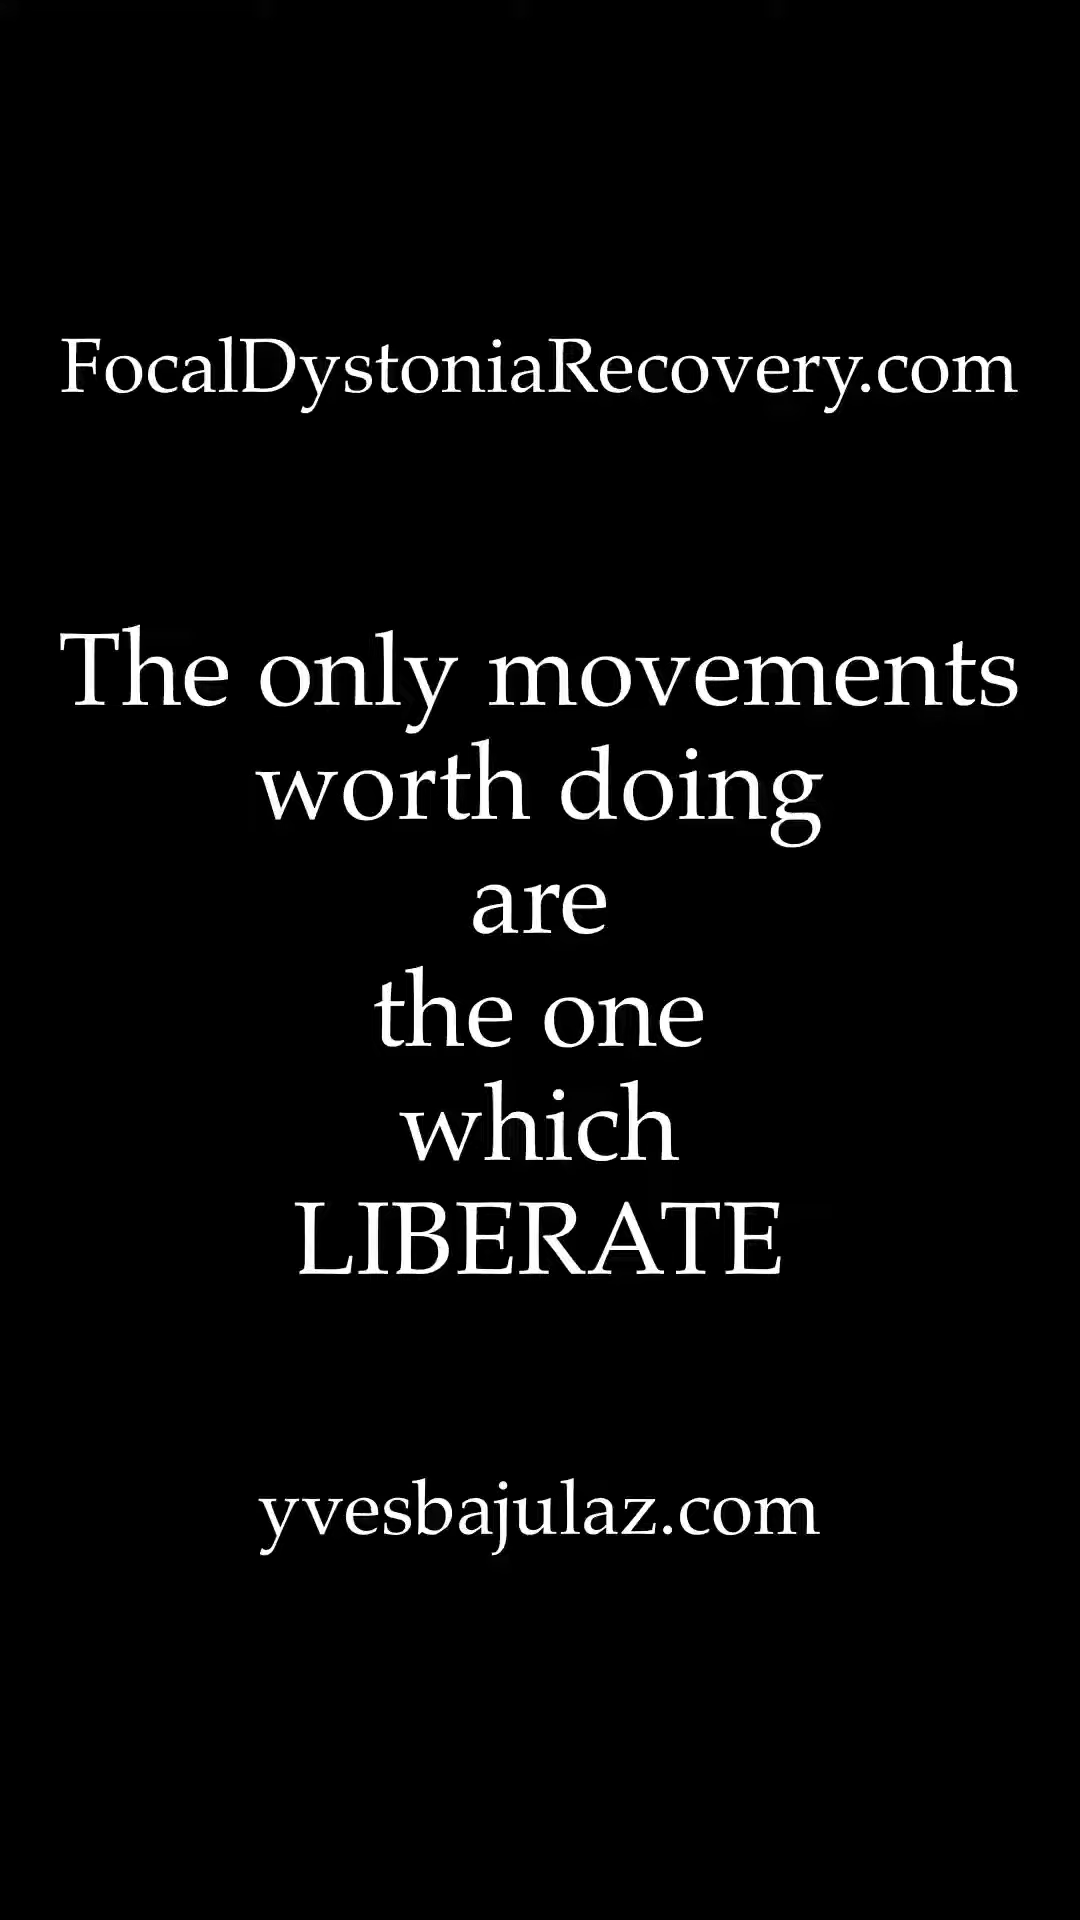 FocalDystoniaRecovery.com
The only movements
worth doing
are
the one
which
LIBERATE
yvesbajulaz.com